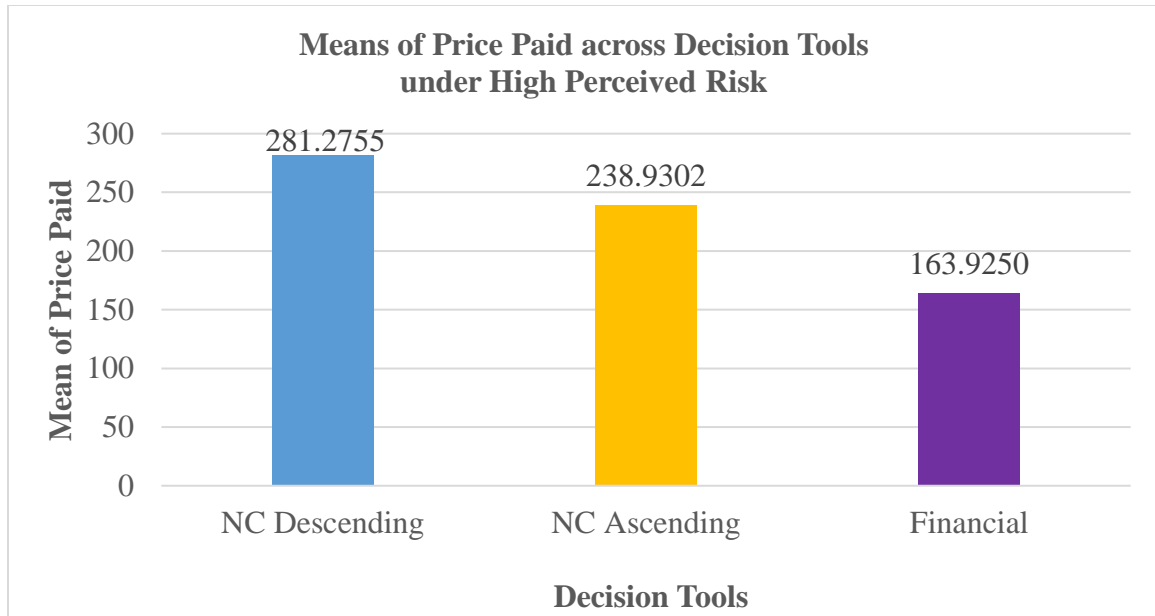 Means of Price Paid across Decision Tools
under High Perceived Risk
Mean of Price Paid
300
250
200
150
100
50
0
281.2755
238.9302
163.9250
NC Descending
NC Ascending
Financial
Decision Tools